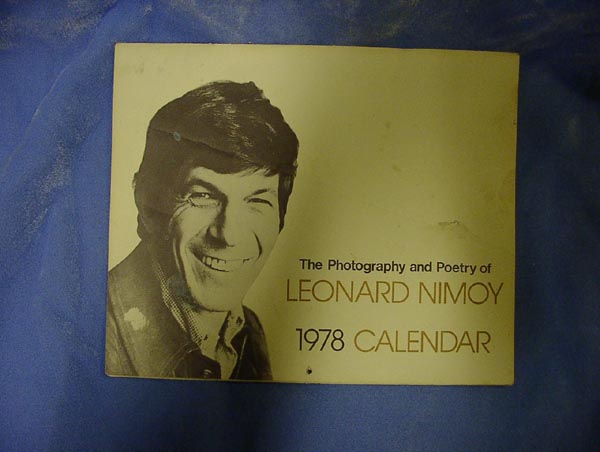 The Photography and Poetry of
LEONARD NIMOY
1978 CALENDAR